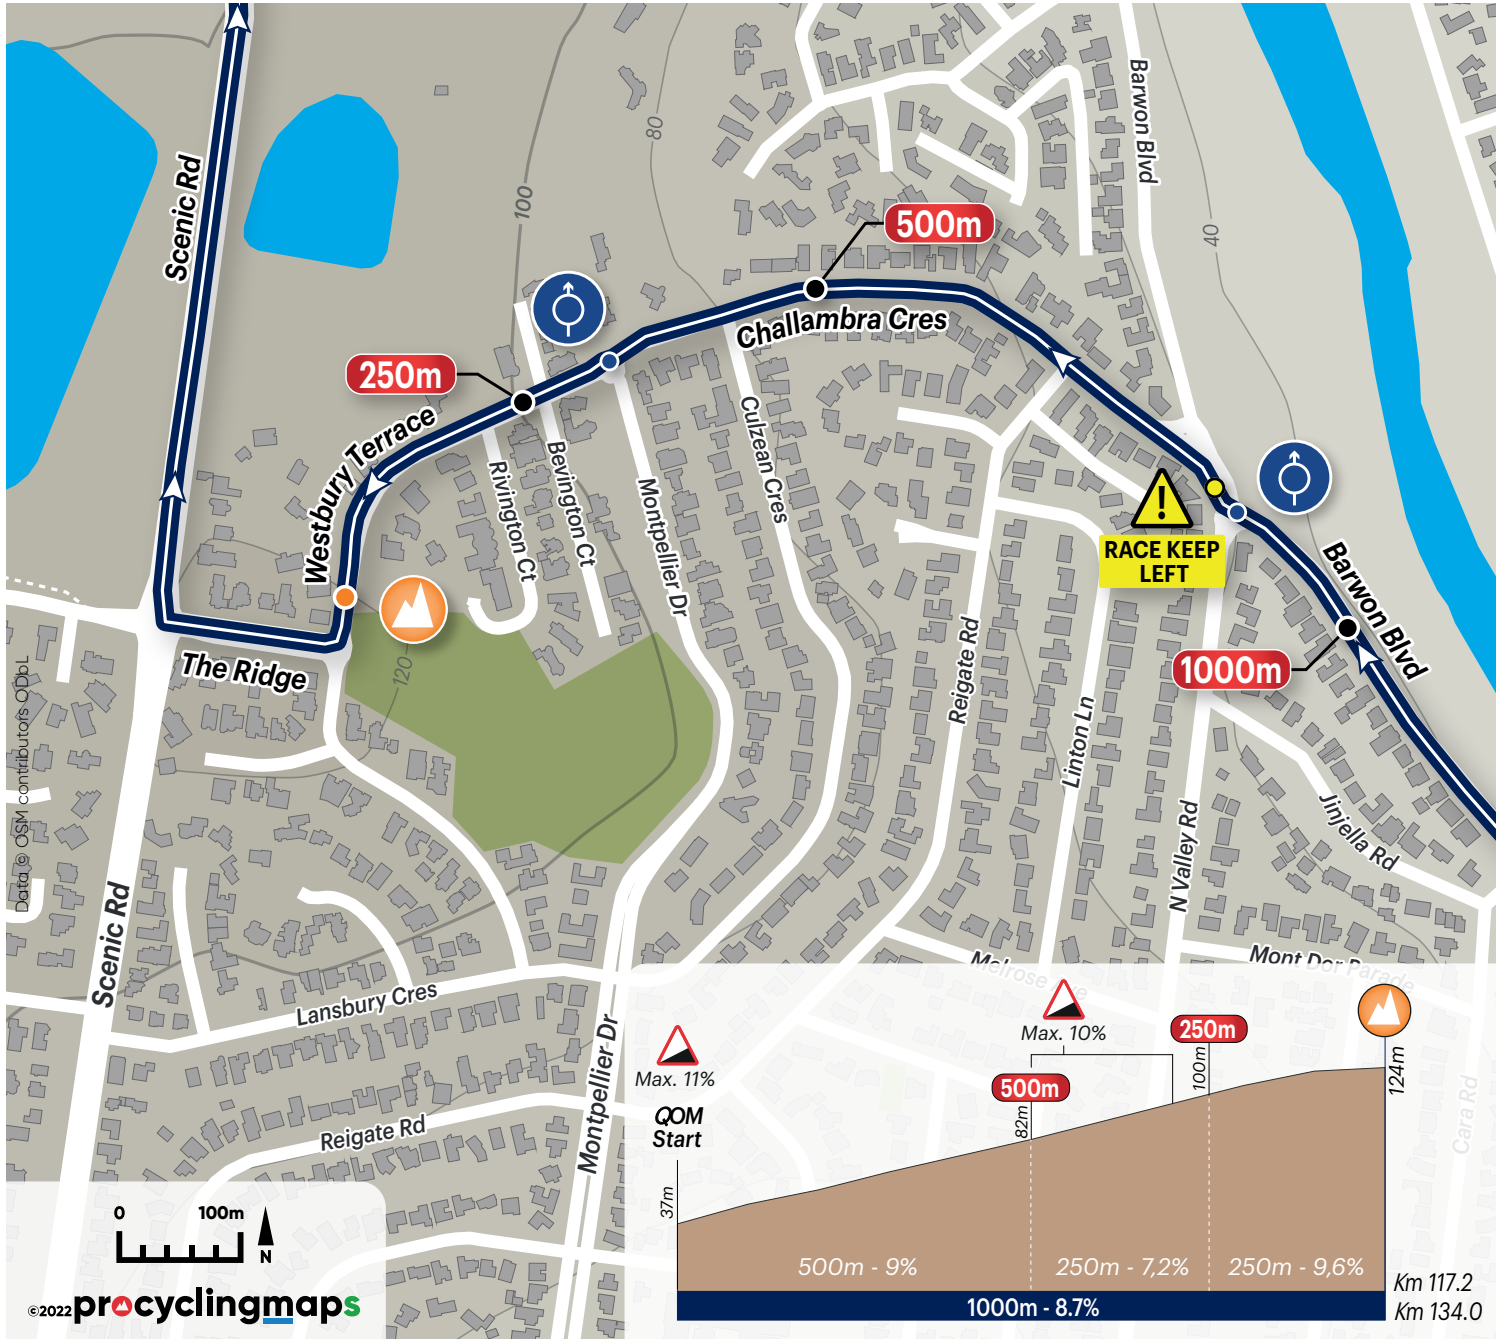 Scenic Rd
80
100
40
Barwon Blvd
500m
Challambra Cres
250m
Westbury Terrace
Rivington Ct
Bevington Ct
Montpellier Dr
Culzean Cres
RACE KEEP
LEFT
Barwon Blvd
1000m
The Ridge
120
Reigate Rd
Linton Ln
N Valley Rd
Jinjella Rd
Scenic Rd
Lansbury Cres
Melrose Ave
Mont Dor Parade
Montpellier Dr
Reigate Rd
Cara Rd
Data © OSM contributors ODbL
Max. 11%
QOM
Start
37m
Max. 10%
500m
82m
250m
100m
124m
500m - 9%
250m - 7,2%
250m - 9,6%
1000m - 8.7%
Km 117.2
Km 134.0
0
100m
N
©2022 procyclingmaps